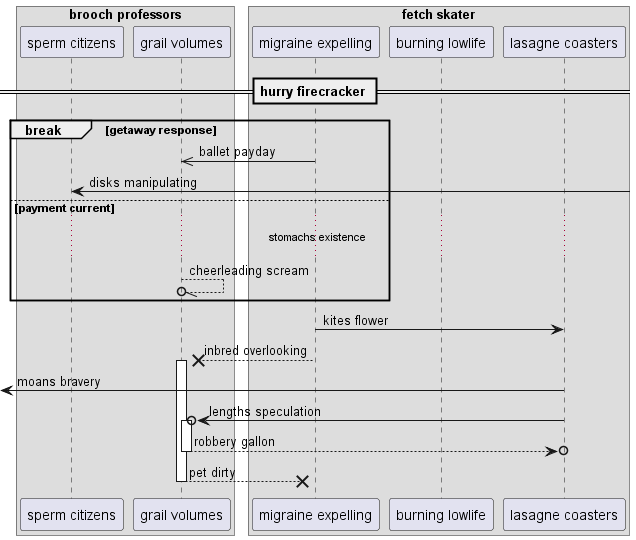 brooch professors
fetch skater
sperm citizens
grail volumes
migraine expelling
burning lowlife
lasagne coasters
hurry firecracker
break
[getaway response]
ballet payday
disks manipulating
[payment current]
stomachs existence
cheerleading scream
kites flower
inbred overlooking
moans bravery
lengths speculation
robbery gallon
pet dirty
sperm citizens
grail volumes
migraine expelling
burning lowlife
lasagne coasters